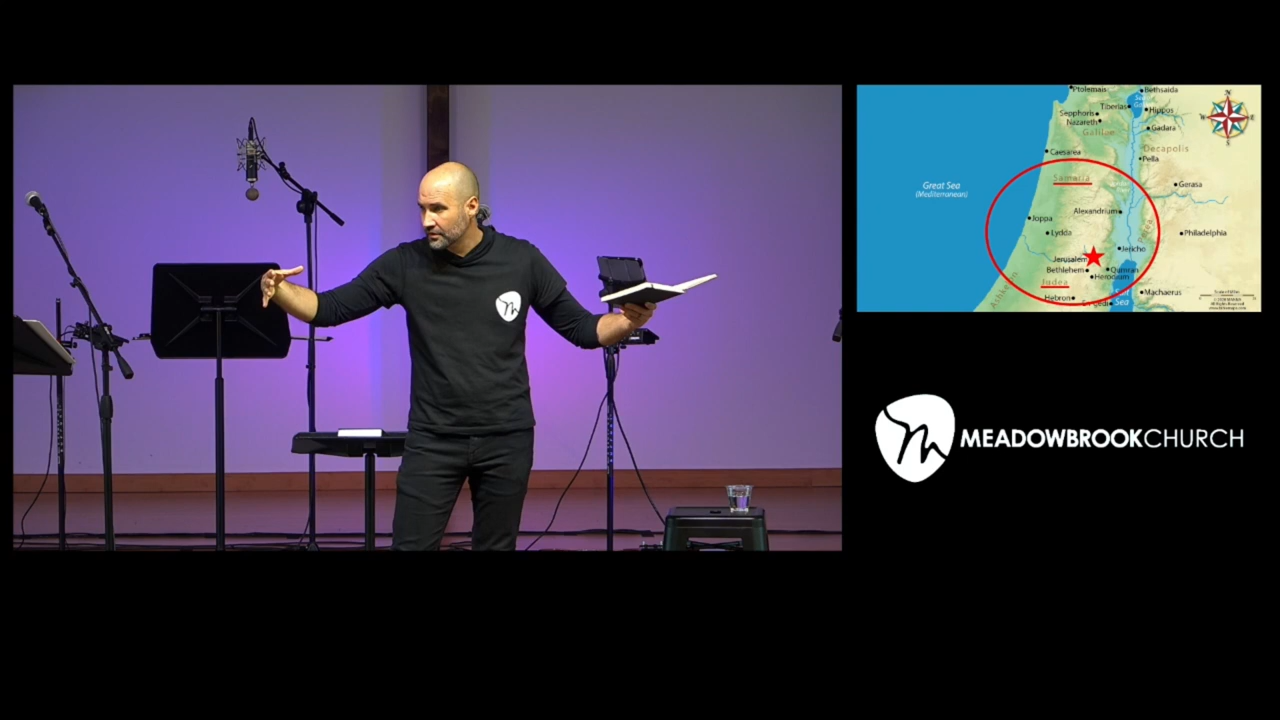 Ptolemais
Bethsaida
Tiberias
Hippos
Sepphoris
Nazareth
Galilee
Gadara
Decapolis
Caesarea
Pella
Samaria
Great Sea
(Mediterranean)
Gerasa
Alexandrium
Joppa
Lydda
Philadelphia
Jericho
Jerusalem
Bethlehem
Qumran
Herodium
Judea
Sea
Machaerus
Hebron
N
W
E
S
MEADOWBROOKCHURCH